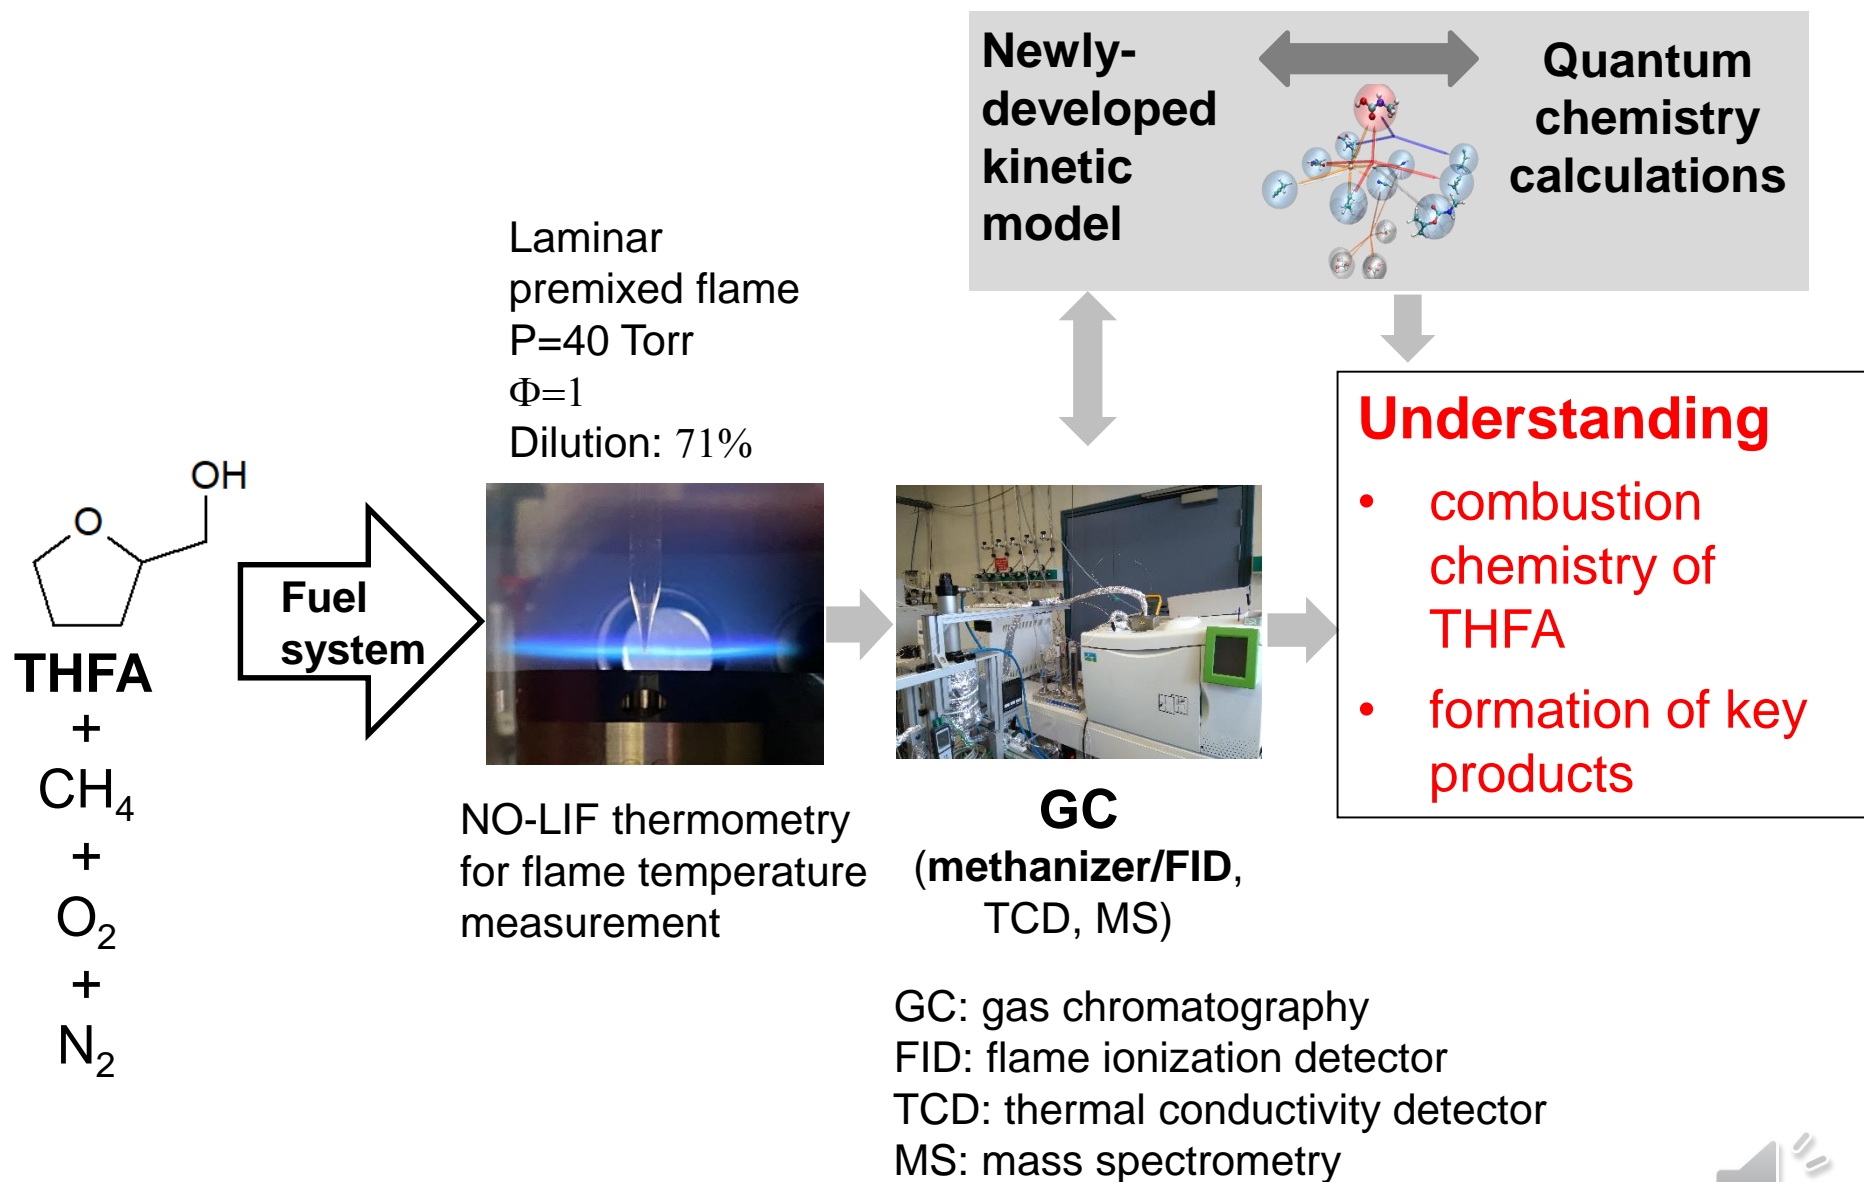 Newly-
developed
kinetic
model
Quantum
chemistry
calculations
Laminar
premixed flame
P=40 Torr
Φ=1
Dilution: 71%
OH
O
THFA
+
CH₄
+
O₂
+
N₂
Fuel
system
NO-LIF thermometry
for flame temperature
measurement
GC
(methanizer/FID,
TCD, MS)
Understanding
• combustion
chemistry of
THFA
• formation of key
products
GC: gas chromatography
FID: flame ionization detector
TCD: thermal conductivity detector
MS: mass spectrometry